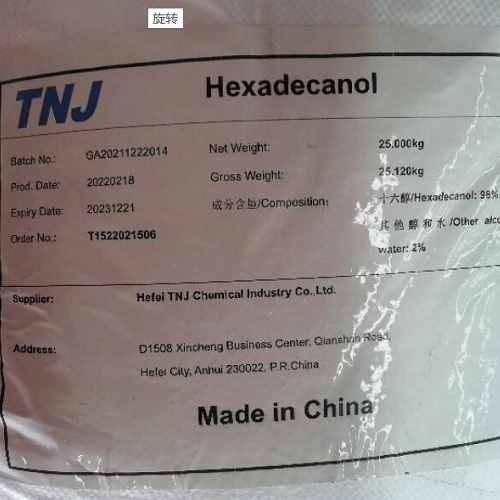 旋转
TNJ
Hexadecanol
Batch No.: GA20211222014
Net Weight: 25.000kg
Prod. Date: 20220218
Gross Weight: 25.120kg
Expiry Date: 20231221
成分含量/Composition: 十六醇/Hexadecanol: 98%
Order No.: T1522021506
其他醇和水/Other alco
Water: 2%
Supplier: Hefei TNJ Chemical Industry Co.,Ltd.
Address: D1508 Xincheng Business Center, Qianshan Road,
Hefei City, Anhui 230022, P.R.China
Made in China